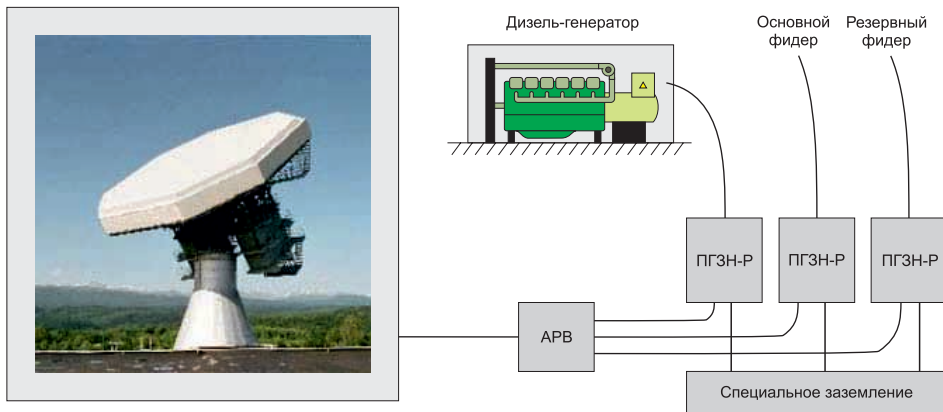 Дизель-генератор
Основной
фидер
Резервный
фидер
ПГЗН-Р
ПГЗН-Р
ПГЗН-Р
АРВ
Специальное заземление